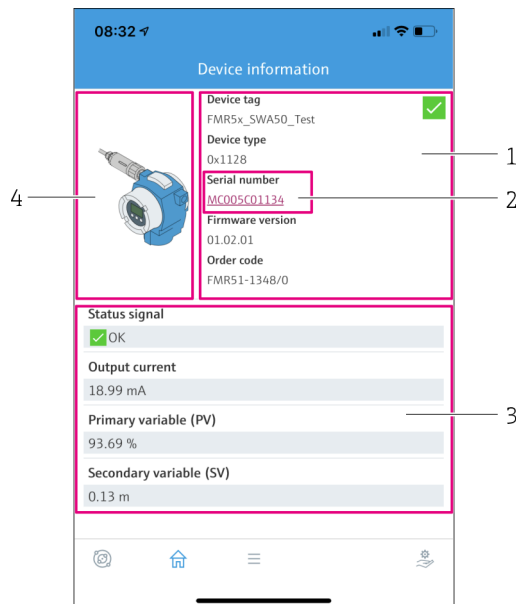 08:32
Device information
Device tag
FMR5x_SWA50_Test
Device type
0x1128
Serial number
MC005C01134
Firmware version
01.02.01
Order code
FMR51-1348/0
1
2
4
Status signal
OK
Output current
18.99 mA
Primary variable (PV)
93.69 %
3
Secondary variable (SV)
0.13 m